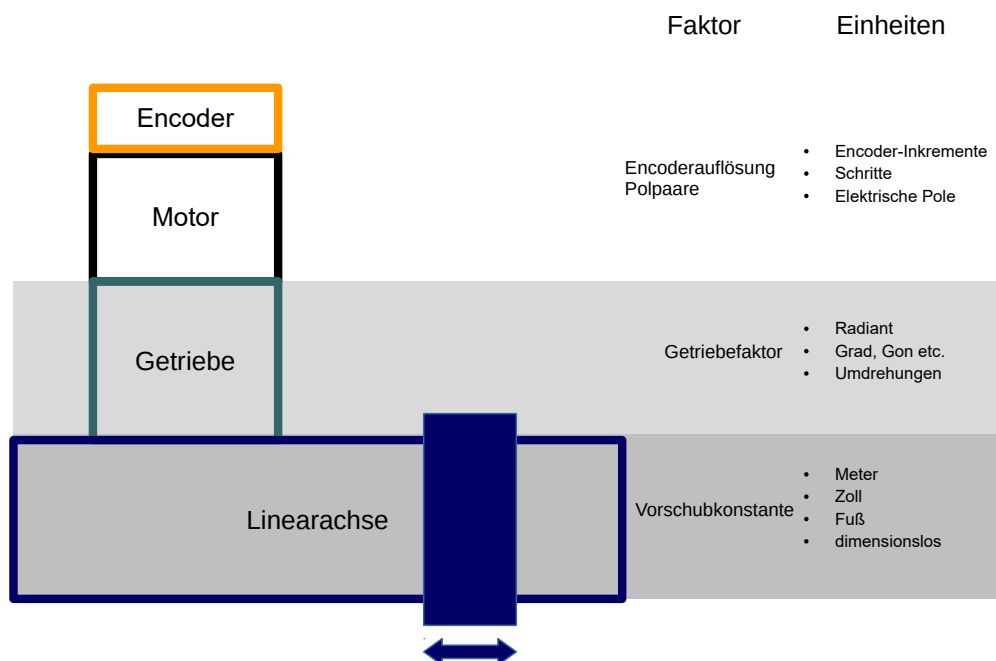 Faktor
Einheiten
Encoder
Encoderauflösung
Polpaare
• Encoder-Inkremente
• Schritte
• Elektrische Pole
Motor
Getriebe
Getriebefaktor
• Radiant
• Grad, Gon etc.
• Umdrehungen
Linearachse
Vorschubkonstante
• Meter
• Zoll
• Fuß
• dimensionslos